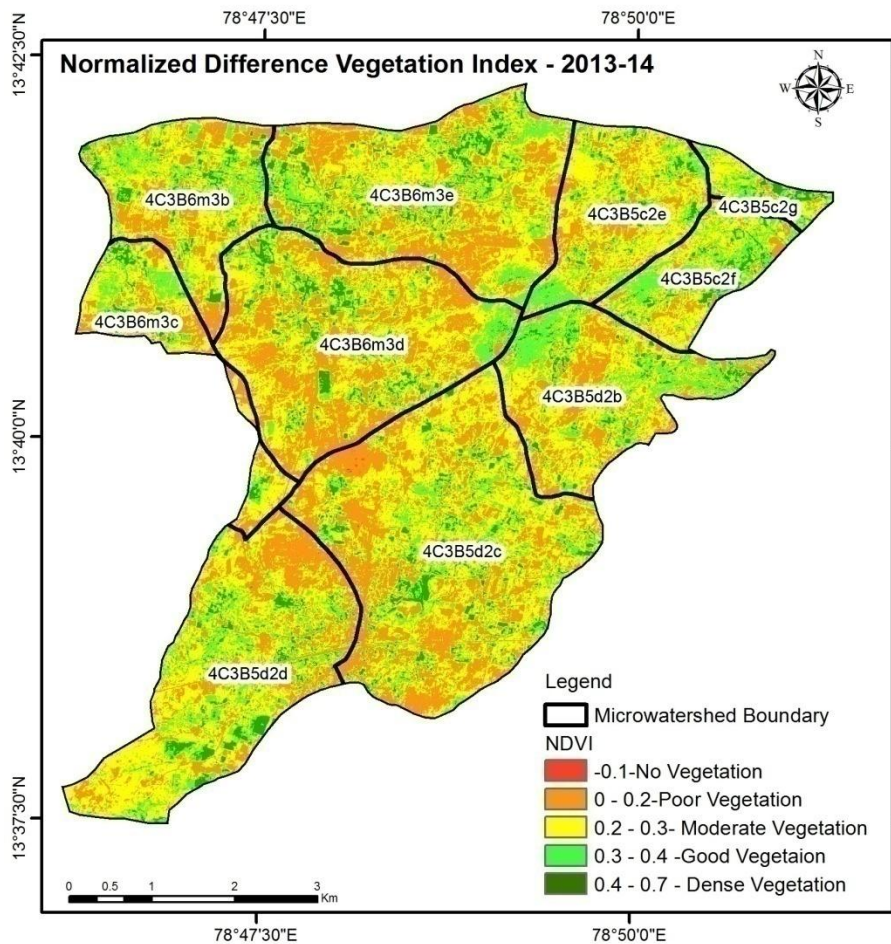 78°47'30"E
78°50'0"E
13°42'30"N
Normalized Difference Vegetation Index - 2013-14
N
W
E
S
4C3B6m3b
4C3B6m3e
4C3B5c2e
4C3B5c2g
4C3B5c2f
4C3B6m3c
4C3B6m3d
4C3B5d2b
13°40'0"N
4C3B5d2c
4C3B5d2d
13°37'30"N
Legend
Microwatershed Boundary
NDVI
-0.1-No Vegetation
0 - 0.2-Poor Vegetation
0.2 - 0.3- Moderate Vegetation
0.3 - 0.4 -Good Vegetaion
0.4 - 0.7 - Dense Vegetation
0 0.5 1 2 3
Km
78°47'30"E
78°50'0"E